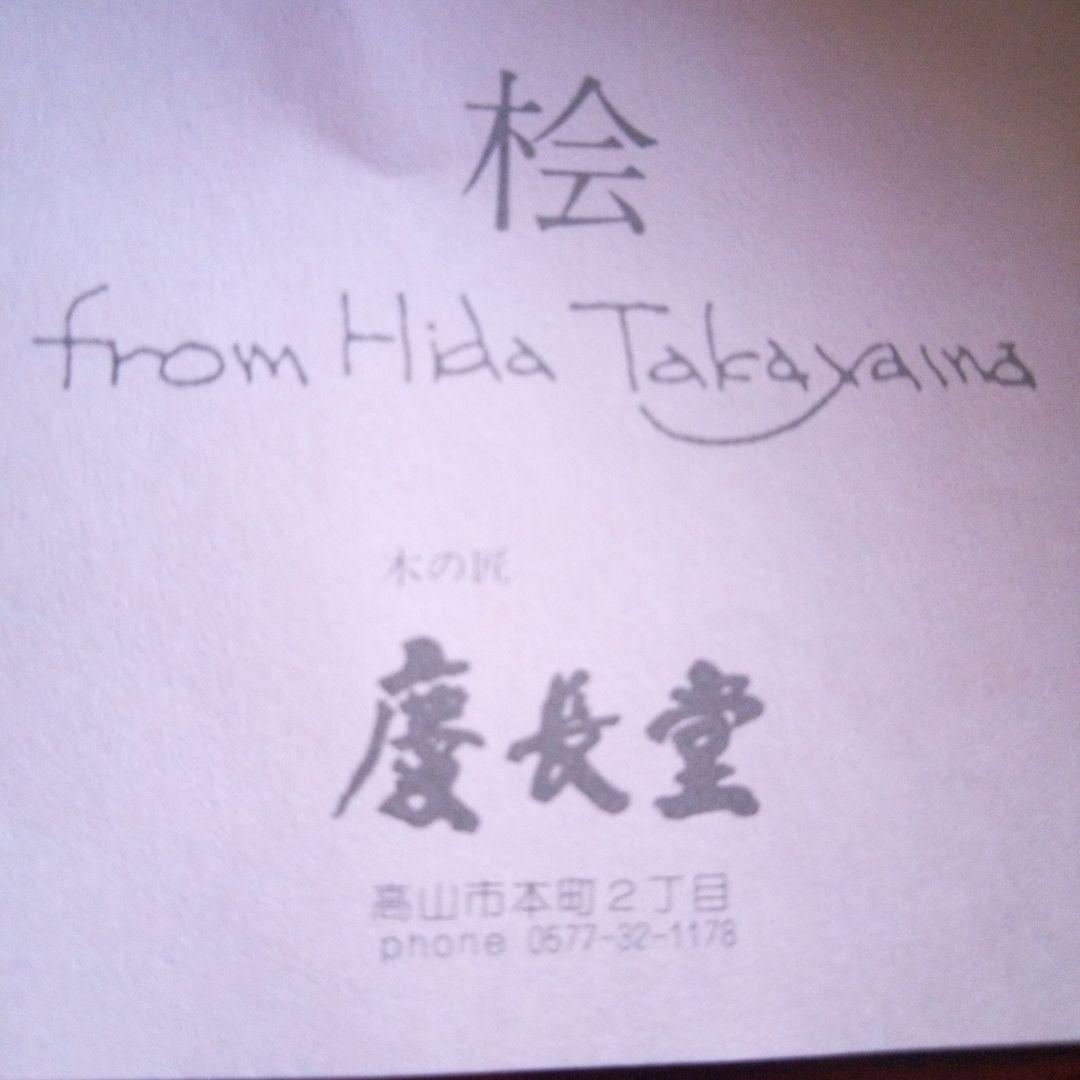 桧
from Hida Takayama
木の匠
慶長堂
高山市本町2丁目
phone 0577-32-1178